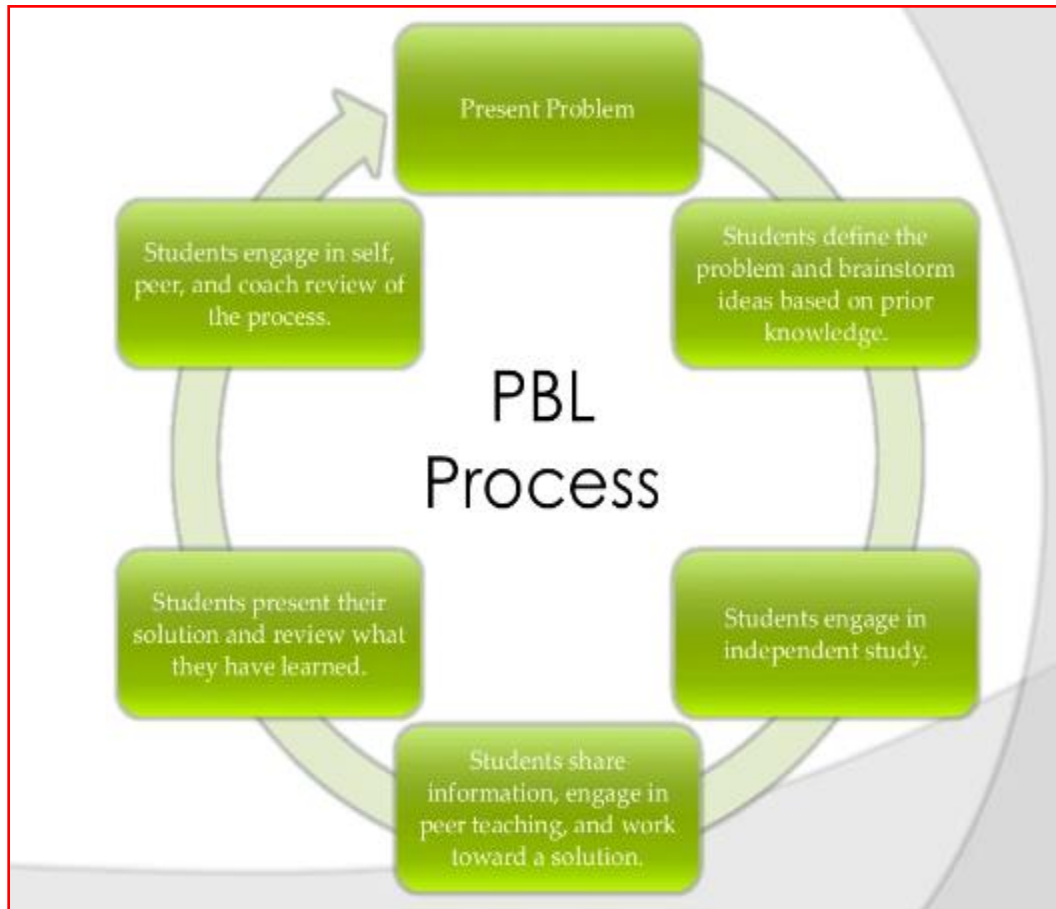 Present Problem
Students define the
problem and brainstorm
ideas based on prior
knowledge.
Students engage in
independent study.
Students share
information, engage in
peer teaching, and work
toward a solution.
Students present their
solution and review what
they have learned.
Students engage in self,
peer, and coach review of
the process.
PBL
Process